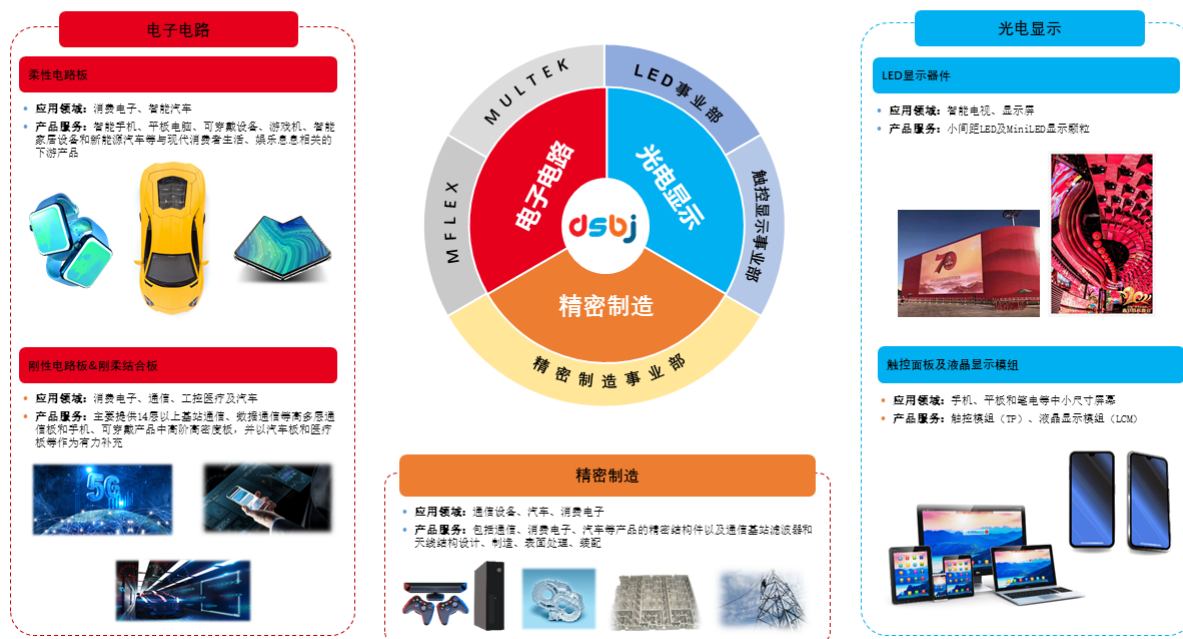 电子电路
柔性电路板
应用领域：消费电子、智能汽车
产品服务：智能手机、平板电脑、可穿戴设备、游戏机、智能
家居设备和新能源汽车等与现代消费者生活、娱乐息息相关的
下游产品
刚性电路板&刚柔结合板
应用领域：消费电子、通信、工控医疗及汽车
产品服务：主要提供14层以上基站通信、数据通信等高多层通
信板和手机、可穿戴产品中高阶高密度板，并以汽车板和医疗
板等作为有力补充
5G
MULTEK
LED事业部
MFLEX
触控显示事业部
精密制造事业部
电子电路
光电显示
精密制造
dsbj
精密制造
应用领域：通信设备、汽车、消费电子
产品服务：包括通信、消费电子、汽车等产品的精密结构件以及通信基站滤波器和
天线结构设计、制造、表面处理、装配
光电显示
LED显示器件
应用领域：智能电视、显示屏
产品服务：小间距LED及MiniLED显示颗粒
70
触控面板及液晶显示模组
应用领域：手机、平板和笔电等中小尺寸屏幕
产品服务：触控模组（TP）、液晶显示模组（LCM）